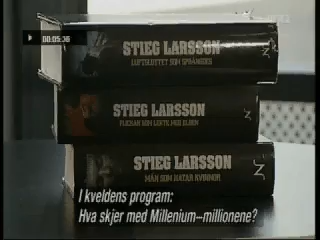 00:05:36
STIEG LARSSON
LUFTSLOTTET SOM SPRÄNGDES
STIEG LARSSON
FLICKAN SOM LEKTE MED ELDEN
STIEG LARSSON
MÄN SOM HATAR KVINNOR
I kveldens program:
Hva skjer med Millenium-millionene?